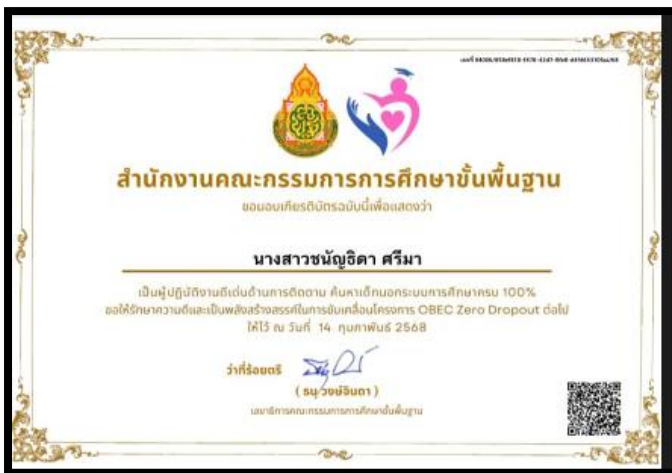 สำนักงานคณะกรรมการการศึกษาขั้นพื้นฐาน
ขอมอบเกียรติบัตรฉบับนี้เพื่อแสดงว่า
นางสาวชนัญธิดา ศรีมา
เป็นผู้ปฏิบัติงานดีเด่นด้านการติดตาม ค้นหาเด็กนอกระบบการศึกษาครบ 100%
ขอให้รักษาความดีและเป็นพลังสร้างสรรค์ในการขับเคลื่อนโครงการ OBEC Zero Dropout ต่อไป
ให้ไว้ ณ วันที่ 14 กุมภาพันธ์ 2568
ว่าที่ร้อยตรี
( ธนุ วงษ์จินดา )
เลขาธิการคณะกรรมการการศึกษาขั้นพื้นฐาน